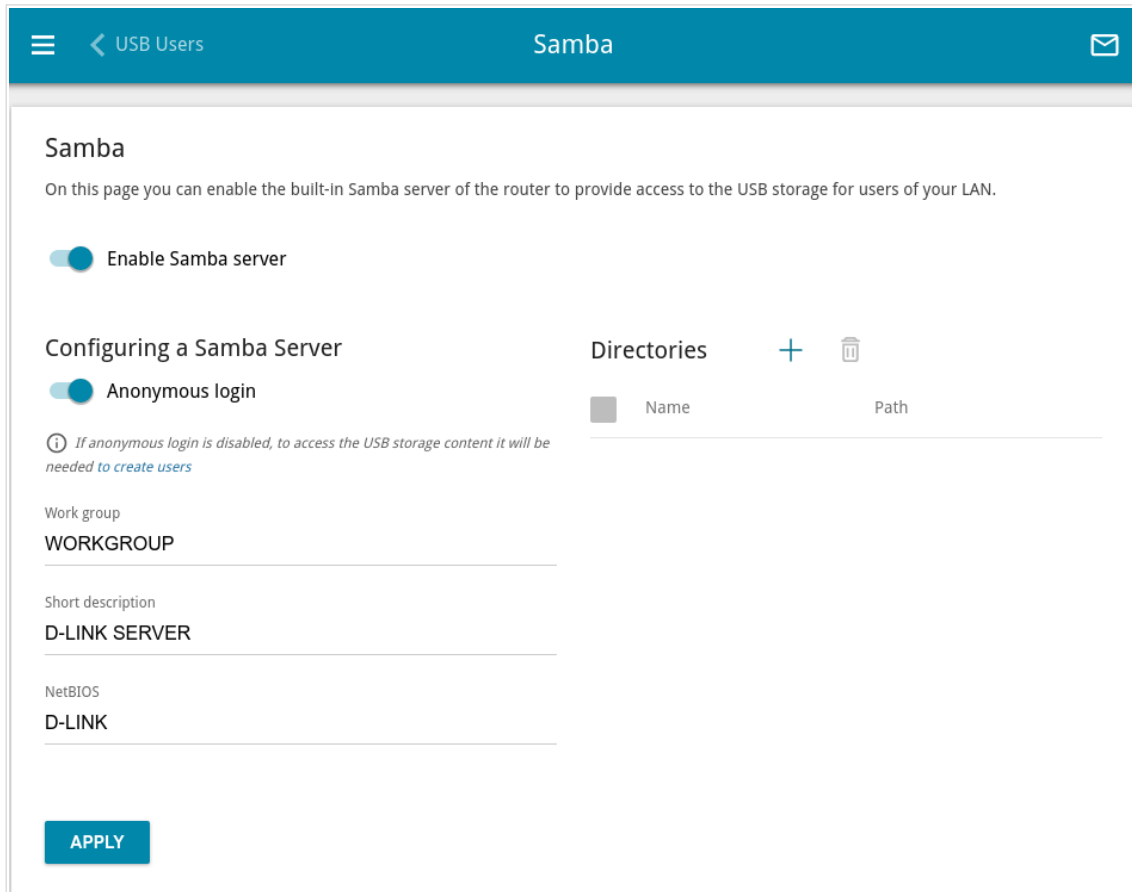 USB Users
Samba
Samba
On this page you can enable the built-in Samba server of the router to provide access to the USB storage for users of your LAN.
Enable Samba server
Configuring a Samba Server
Anonymous login
If anonymous login is disabled, to access the USB storage content it will be
needed to create users
Work group
WORKGROUP
Short description
D-LINK SERVER
NetBIOS
D-LINK
APPLY
Directories
Name Path